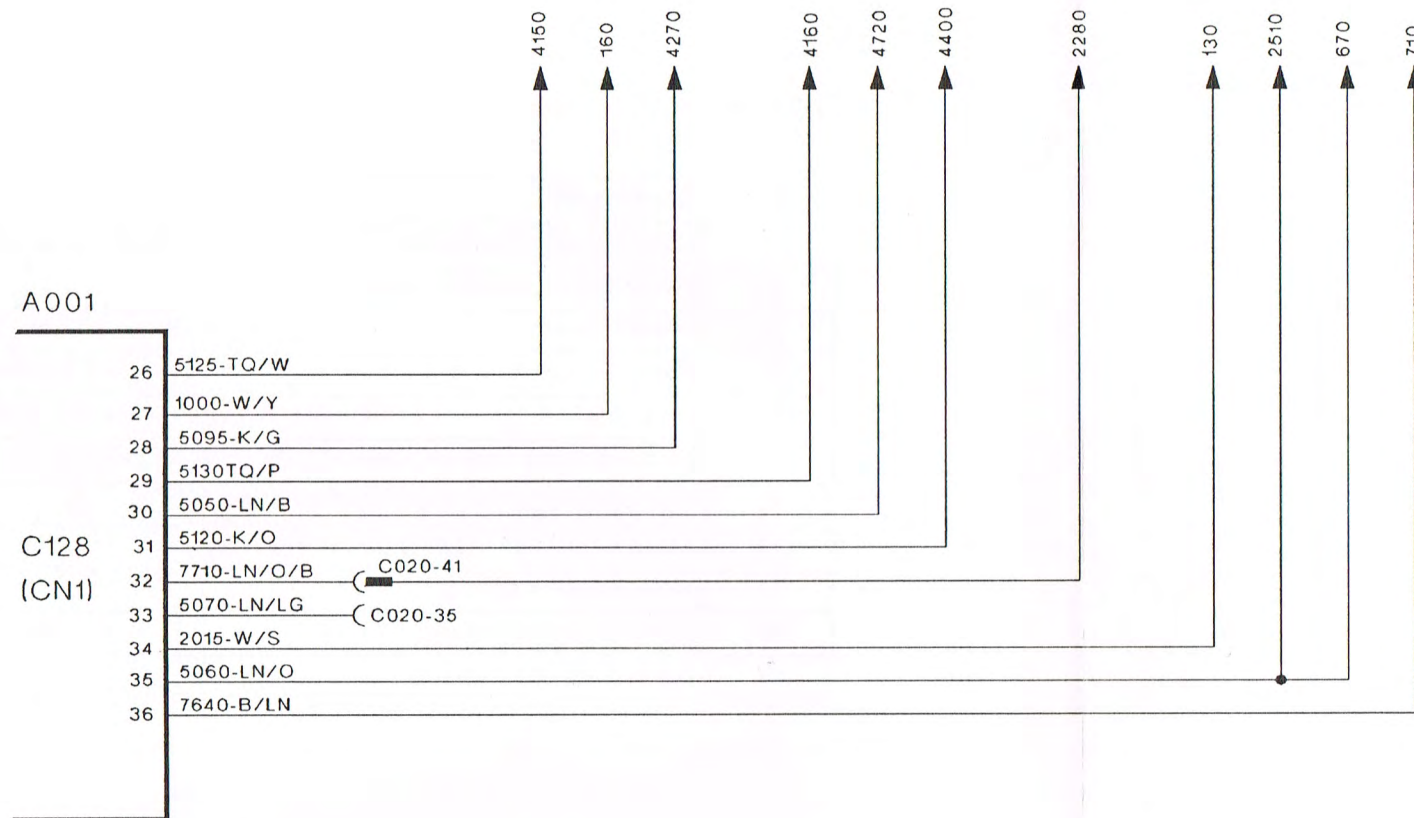 4150
160
4270
4160
4720
4400
2280
130
2510
670
710
A001
26 5125-TQ/W
27 1000-W/Y
28 5095-K/G
29 5130TQ/P
30 5050-LN/B
C128
31 5120-K/O
(CN1)
32 7710-LN/O/B C020-41
33 5070-LN/LG C020-35
34 2015-W/S
35 5060-LN/O
36 7640-B/LN